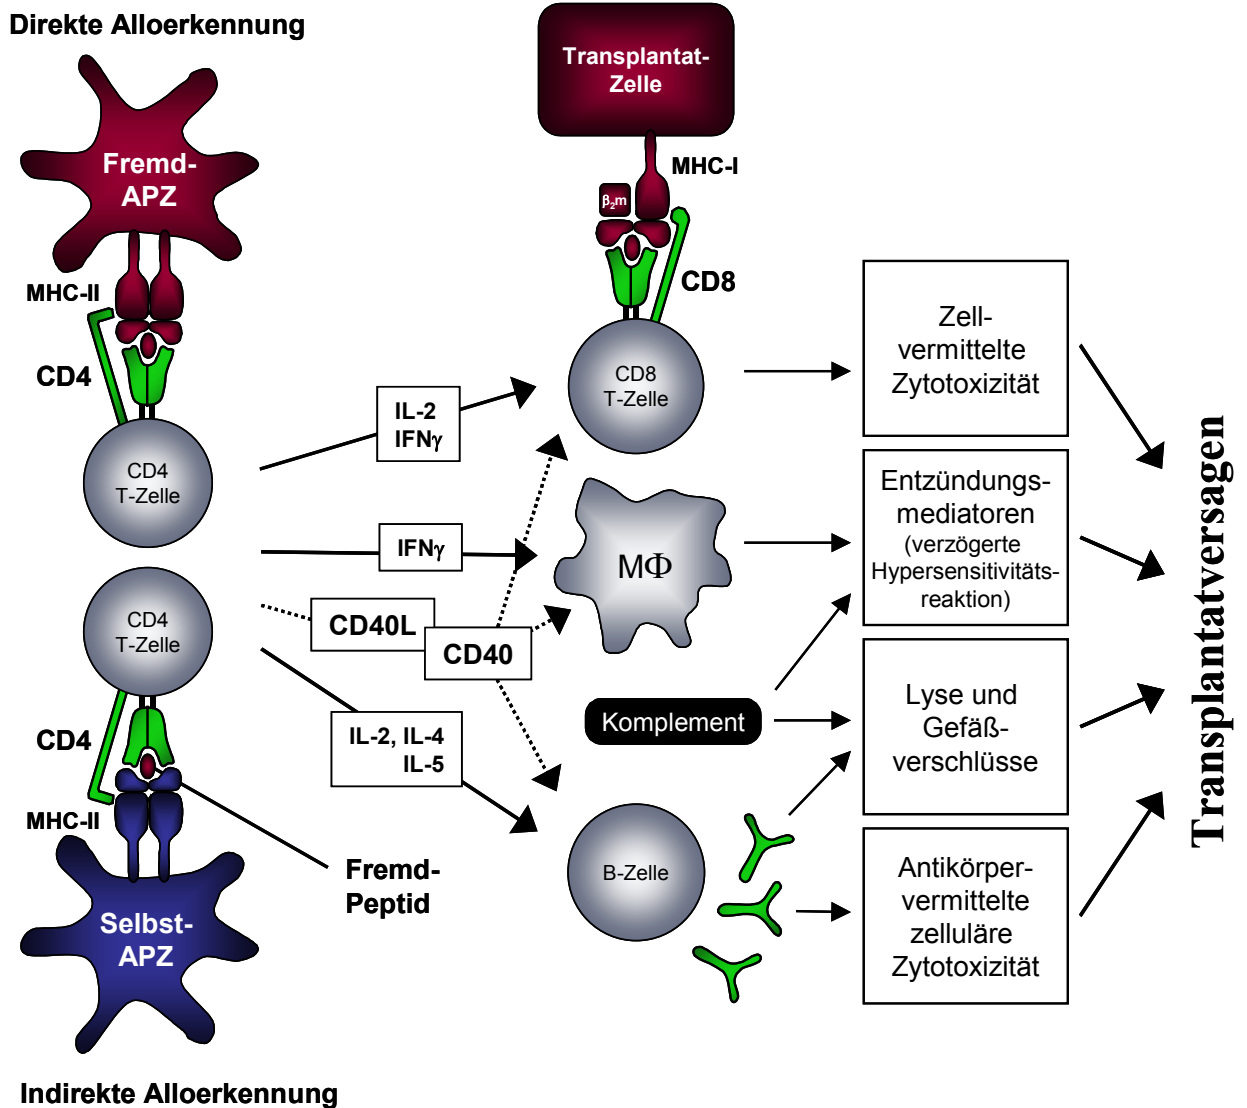 Direkte Alloerkennung
Fremd-
APZ
MHC-II
CD4
CD4
T-Zelle
CD4
T-Zelle
CD4
MHC-II
Selbst-
APZ
Indirekte Alloerkennung
Fremd-
Peptid
IL-2
IFNγ
IFNγ
CD40L
CD40
IL-2, IL-4
IL-5
Transplantat-
Zelle
MHC-I
β₂m
CD8
CD8
T-Zelle
MΦ
Komplement
B-Zelle
Zell-
vermittelte
Zytotoxizität
Entzündungs-
mediatoren
(verzögerte
Hypersensitivitäts-
reaktion)
Lyse und
Gefäß-
verschlüsse
Antikörper-
vermittelte
zelluläre
Zytotoxizität
Transplantatversagen